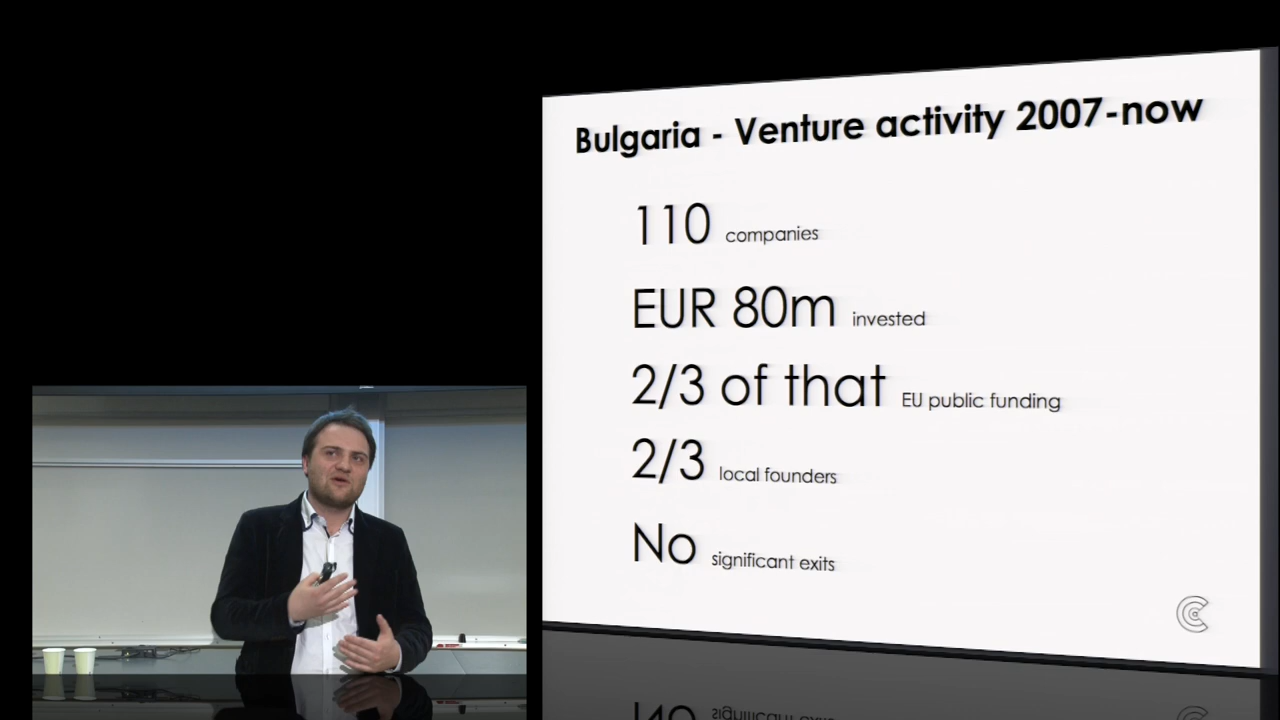 Bulgaria - Venture activity 2007-now
110 companies
EUR 80m invested
2/3 of that EU public funding
2/3 local founders
No significant exits